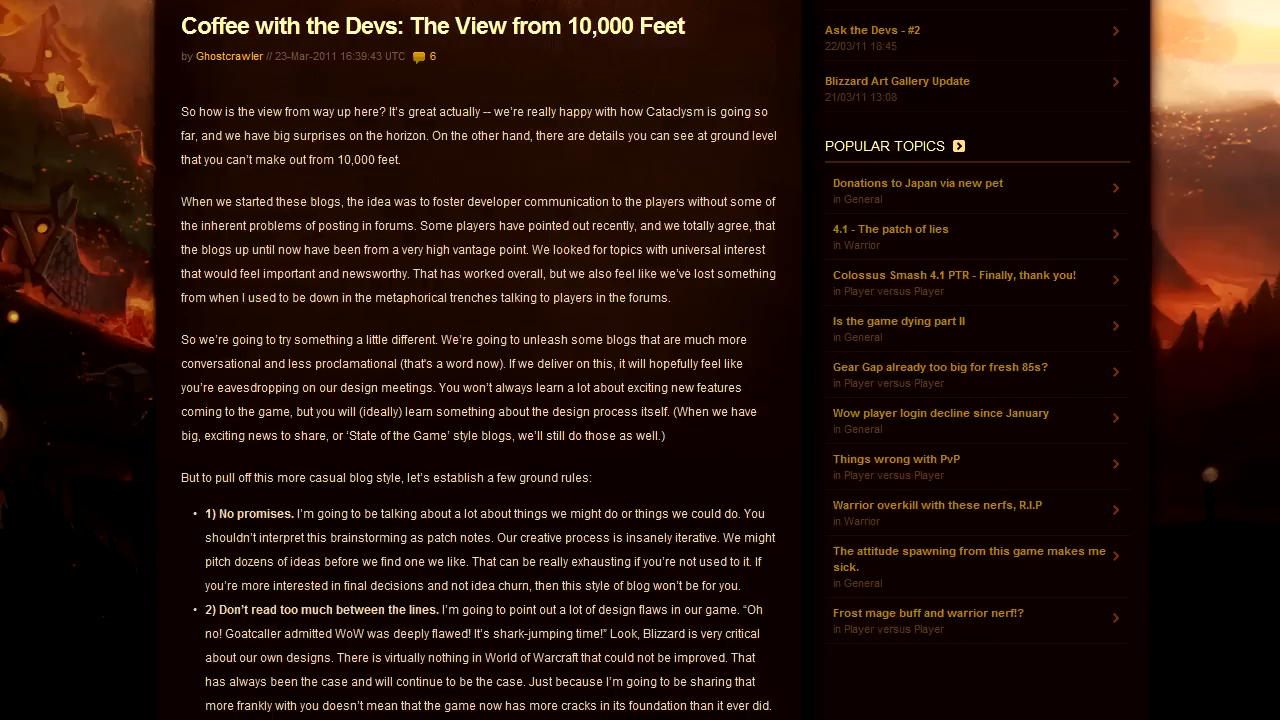 Coffee with the Devs: The View from 10,000 Feet
by Ghostcrawler // 23-Mar-2011 16:39:43 UTC 6
So how is the view from way up here? It's great actually -- we're really happy with how Cataclysm is going so
far, and we have big surprises on the horizon. On the other hand, there are details you can see at ground level
that you can't make out from 10,000 feet.
When we started these blogs, the idea was to foster developer communication to the players without some of
the inherent problems of posting in forums. Some players have pointed out recently, and we totally agree, that
the blogs up until now have been from a very high vantage point. We looked for topics with universal interest
that would feel important and newsworthy. That has worked overall, but we also feel like we've lost something
from when I used to be down in the metaphorical trenches talking to players in the forums.
So we're going to try something a little different. We're going to unleash some blogs that are much more
conversational and less proclamational (that's a word now). If we deliver on this, it will hopefully feel like
you're eavesdropping on our design meetings. You won't always learn a lot about exciting new features
coming to the game, but you will (ideally) learn something about the design process itself. (When we have
big, exciting news to share, or 'State of the Game' style blogs, we'll still do those as well.)
But to pull off this more casual blog style, let's establish a few ground rules:
• 1) No promises. I'm going to be talking about a lot about things we might do or things we could do. You
shouldn't interpret this brainstorming as patch notes. Our creative process is insanely iterative. We might
pitch dozens of ideas before we find one we like. That can be really exhausting if you're not used to it. If
you're more interested in final decisions and not idea churn, then this style of blog won't be for you.
• 2) Don't read too much between the lines. I'm going to point out a lot of design flaws in our game. "Oh
no! Goatcaller admitted WoW was deeply flawed! It's shark-jumping time!" Look, Blizzard is very critical
about our own designs. There is virtually nothing in World of Warcraft that could not be improved. That
has always been the case and will continue to be the case. Just because I'm going to be sharing that
more frankly with you doesn't mean that the game now has more cracks in its foundation than it ever did.
Ask the Devs - #2
22/03/11 18:45
Blizzard Art Gallery Update
21/03/11 13:08
POPULAR TOPICS
Donations to Japan via new pet
in General
4.1 - The patch of lies
in Warrior
Colossus Smash 4.1 PTR - Finally, thank you!
in Player versus Player
Is the game dying part II
in General
Gear Gap already too big for fresh 85s?
in Player versus Player
Wow player login decline since January
in General
Things wrong with PvP
in Player versus Player
Warrior overkill with these nerfs, R.I.P
in Warrior
The attitude spawning from this game makes me
sick.
in General
Frost mage buff and warrior nerf!?
in Player versus Player